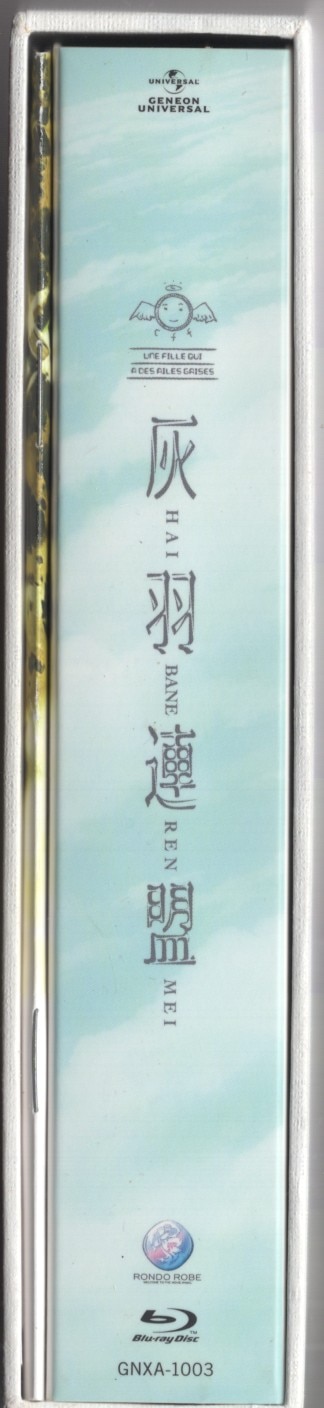 UNIVERSAL
GENEON
UNIVERSAL
c f k
UNE FILLE QUI
A DES AILES GRISES
灰
HAI
羽
BANE
連
REN
盟
MEI
RONDO ROBE
Blu-ray Disc™
GNXA-1003